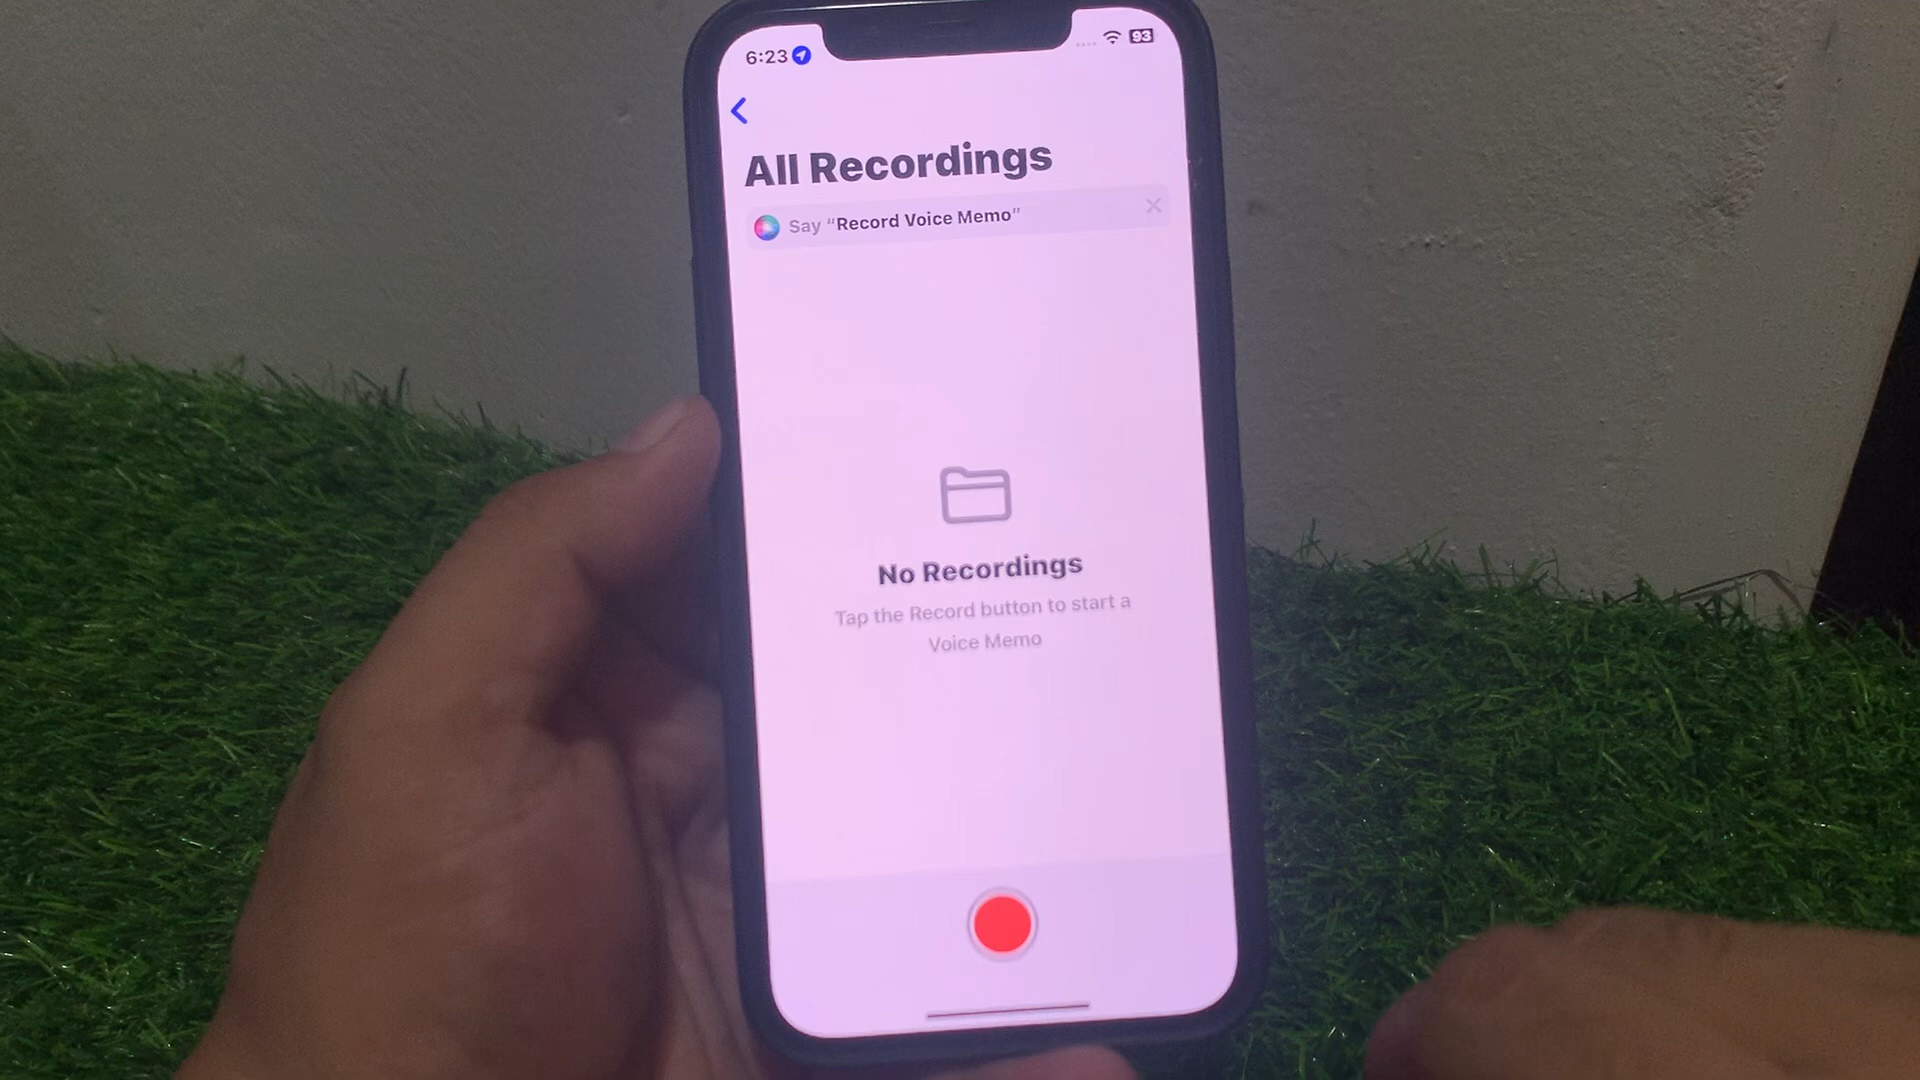 6:23
93
All Recordings
Say “Record Voice Memo”
No Recordings
Tap the Record button to start a
Voice Memo